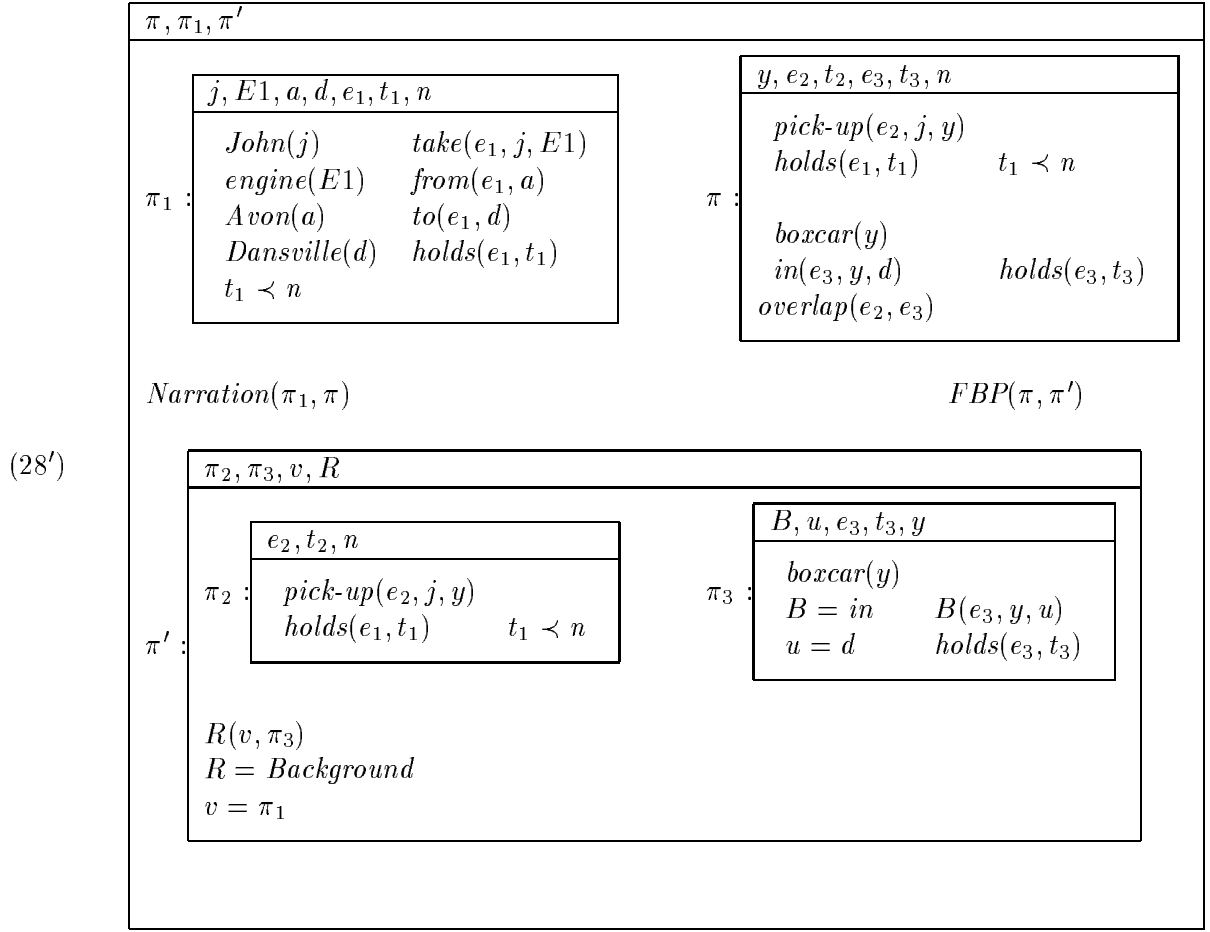 π, π₁, π′
j, E1, a, d, e₁, t₁, n
John(j) take(e₁, j, E1)
engine(E1) from(e₁, a)
π₁ : Avon(a) to(e₁, d)
Dansville(d) holds(e₁, t₁)
t₁ ≺ n
y, e₂, t₂, e₃, t₃, n
pick-up(e₂, j, y)
holds(e₁, t₁) t₁ ≺ n
π :
boxcar(y)
in(e₃, y, d) holds(e₃, t₃)
overlap(e₂, e₃)
Narration(π₁, π) FBP(π, π′)
(28′)
π₂, π₃, v, R
e₂, t₂, n
π₂ : pick-up(e₂, j, y)
holds(e₁, t₁) t₁ ≺ n
B, u, e₃, t₃, y
boxcar(y)
π₃ : B = in B(e₃, y, u)
u = d holds(e₃, t₃)
π′ :
R(v, π₃)
R = Background
v = π₁